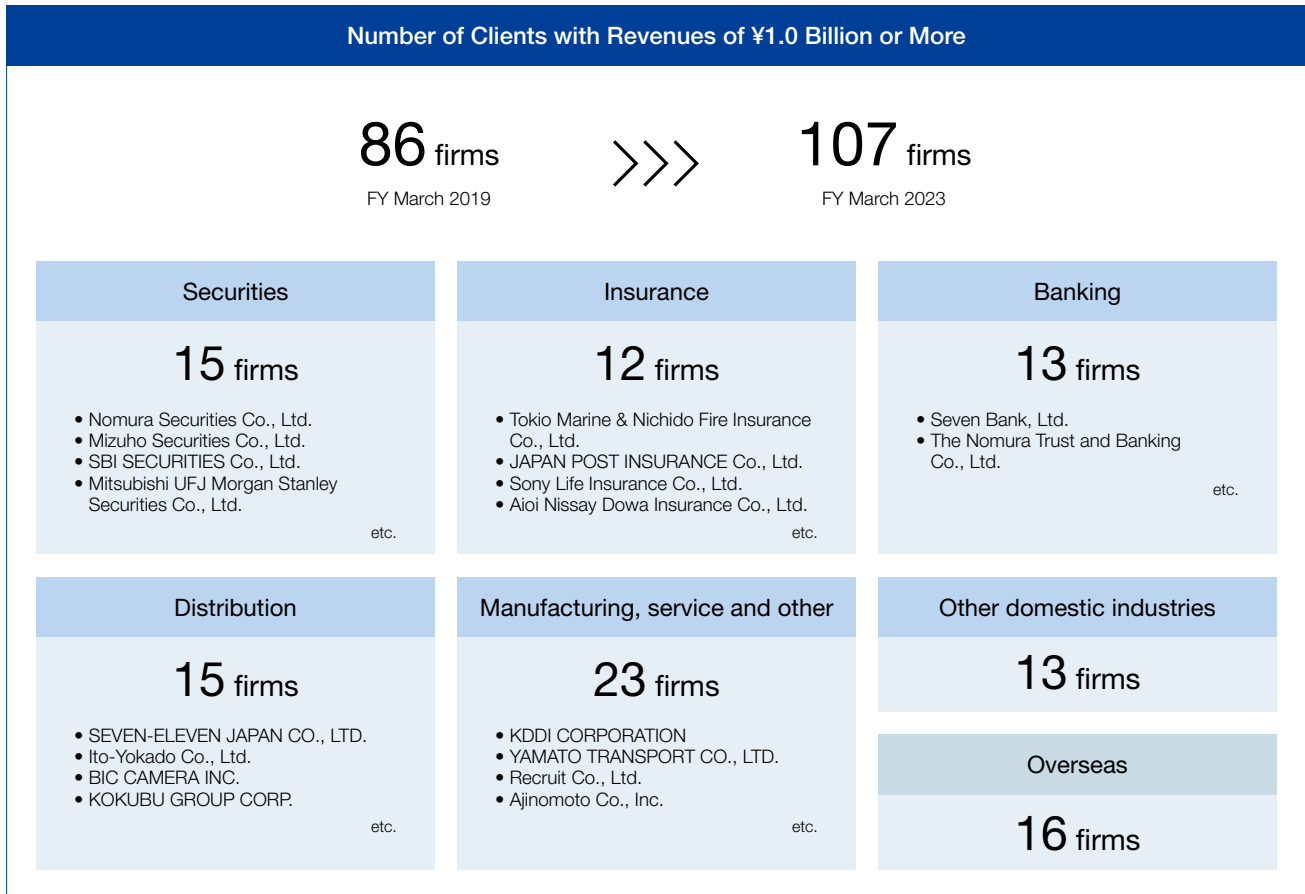 Number of Clients with Revenues of ¥1.0 Billion or More
86 firms
FY March 2019
107 firms
FY March 2023
Securities
15 firms
• Nomura Securities Co., Ltd.
• Mizuho Securities Co., Ltd.
• SBI SECURITIES Co., Ltd.
• Mitsubishi UFJ Morgan Stanley
Securities Co., Ltd.
etc.
Insurance
12 firms
• Tokio Marine & Nichido Fire Insurance
Co., Ltd.
• JAPAN POST INSURANCE Co., Ltd.
• Sony Life Insurance Co., Ltd.
• Aioi Nissay Dowa Insurance Co., Ltd.
etc.
Banking
13 firms
• Seven Bank, Ltd.
• The Nomura Trust and Banking
Co., Ltd.
etc.
Distribution
15 firms
• SEVEN-ELEVEN JAPAN CO., LTD.
• Ito-Yokado Co., Ltd.
• BIC CAMERA INC.
• KOKUBU GROUP CORP.
etc.
Manufacturing, service and other
23 firms
• KDDI CORPORATION
• YAMATO TRANSPORT CO., LTD.
• Recruit Co., Ltd.
• Ajinomoto Co., Inc.
etc.
Other domestic industries
13 firms
Overseas
16 firms